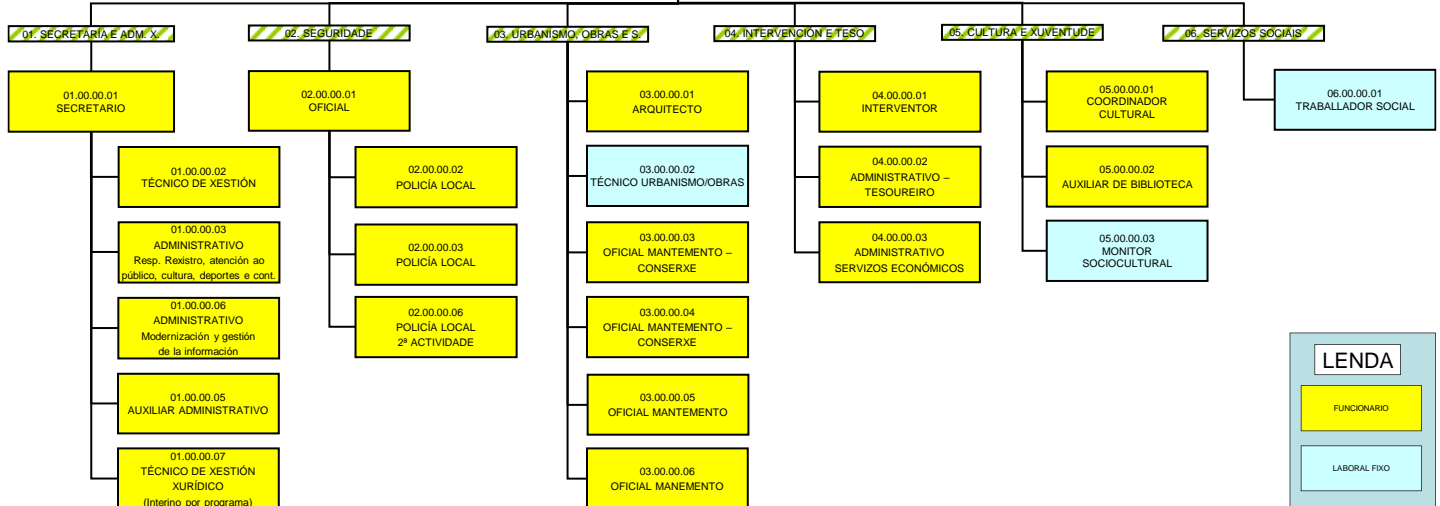 01. SECRETARÍA E ADM. X.
01.00.00.01
SECRETARIO
01.00.00.02
TÉCNICO DE XESTIÓN
01.00.00.03
ADMINISTRATIVO
Resp. Rexistro, atención ao
público, cultura, deportes e cont.
01.00.00.06
ADMINISTRATIVO
Modernización y gestión
de la información
01.00.00.05
AUXILIAR ADMINISTRATIVO
01.00.00.07
TÉCNICO DE XESTIÓN
XURÍDICO
(Interino por programa)
02. SEGURIDADE
02.00.00.01
OFICIAL
02.00.00.02
POLICÍA LOCAL
02.00.00.03
POLICÍA LOCAL
02.00.00.06
POLICÍA LOCAL
2ª ACTIVIDADE
03. URBANISMO, OBRAS E S.
03.00.00.01
ARQUITECTO
03.00.00.02
TÉCNICO URBANISMO/OBRAS
03.00.00.03
OFICIAL MANTEMENTO –
CONSERXE
03.00.00.04
OFICIAL MANTEMENTO –
CONSERXE
03.00.00.05
OFICIAL MANTEMENTO
03.00.00.06
OFICIAL MANEMENTO
04. INTERVENCIÓN E TESO
04.00.00.01
INTERVENTOR
04.00.00.02
ADMINISTRATIVO –
TESOUREIRO
04.00.00.03
ADMINISTRATIVO
SERVIZOS ECONÓMICOS
05. CULTURA E XUVENTUDE
05.00.00.01
COORDINADOR
CULTURAL
05.00.00.02
AUXILIAR DE BIBLIOTECA
05.00.00.03
MONITOR
SOCIOCULTURAL
06. SERVIZOS SOCIAIS
06.00.00.01
TRABALLADOR SOCIAL
LENDA
FUNCIONARIO
LABORAL FIXO